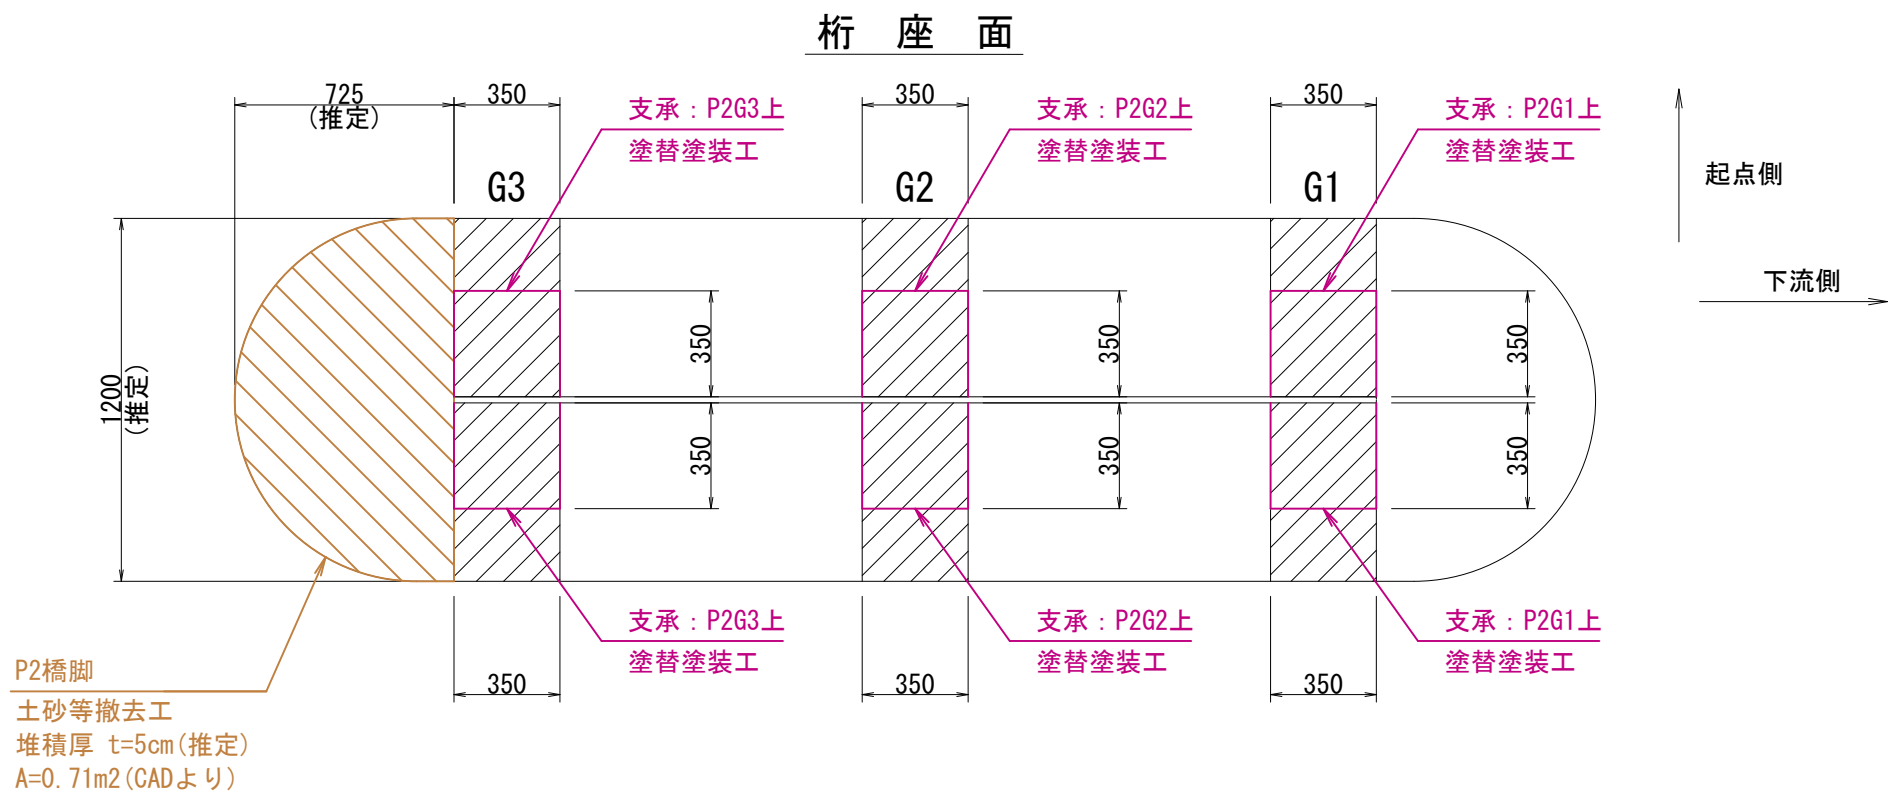 桁 座 面
725
(推定)
350
350
350
支承：P2G3上
塗替塗装工
支承：P2G2上
塗替塗装工
支承：P2G1上
塗替塗装工
G3
G2
G1
起点側
下流側
350
350
350
1200
(推定)
350
350
350
支承：P2G3上
塗替塗装工
支承：P2G2上
塗替塗装工
支承：P2G1上
塗替塗装工
350
350
350
P2橋脚
土砂等撤去工
堆積厚 t=5cm(推定)
A=0.71m2(CADより)